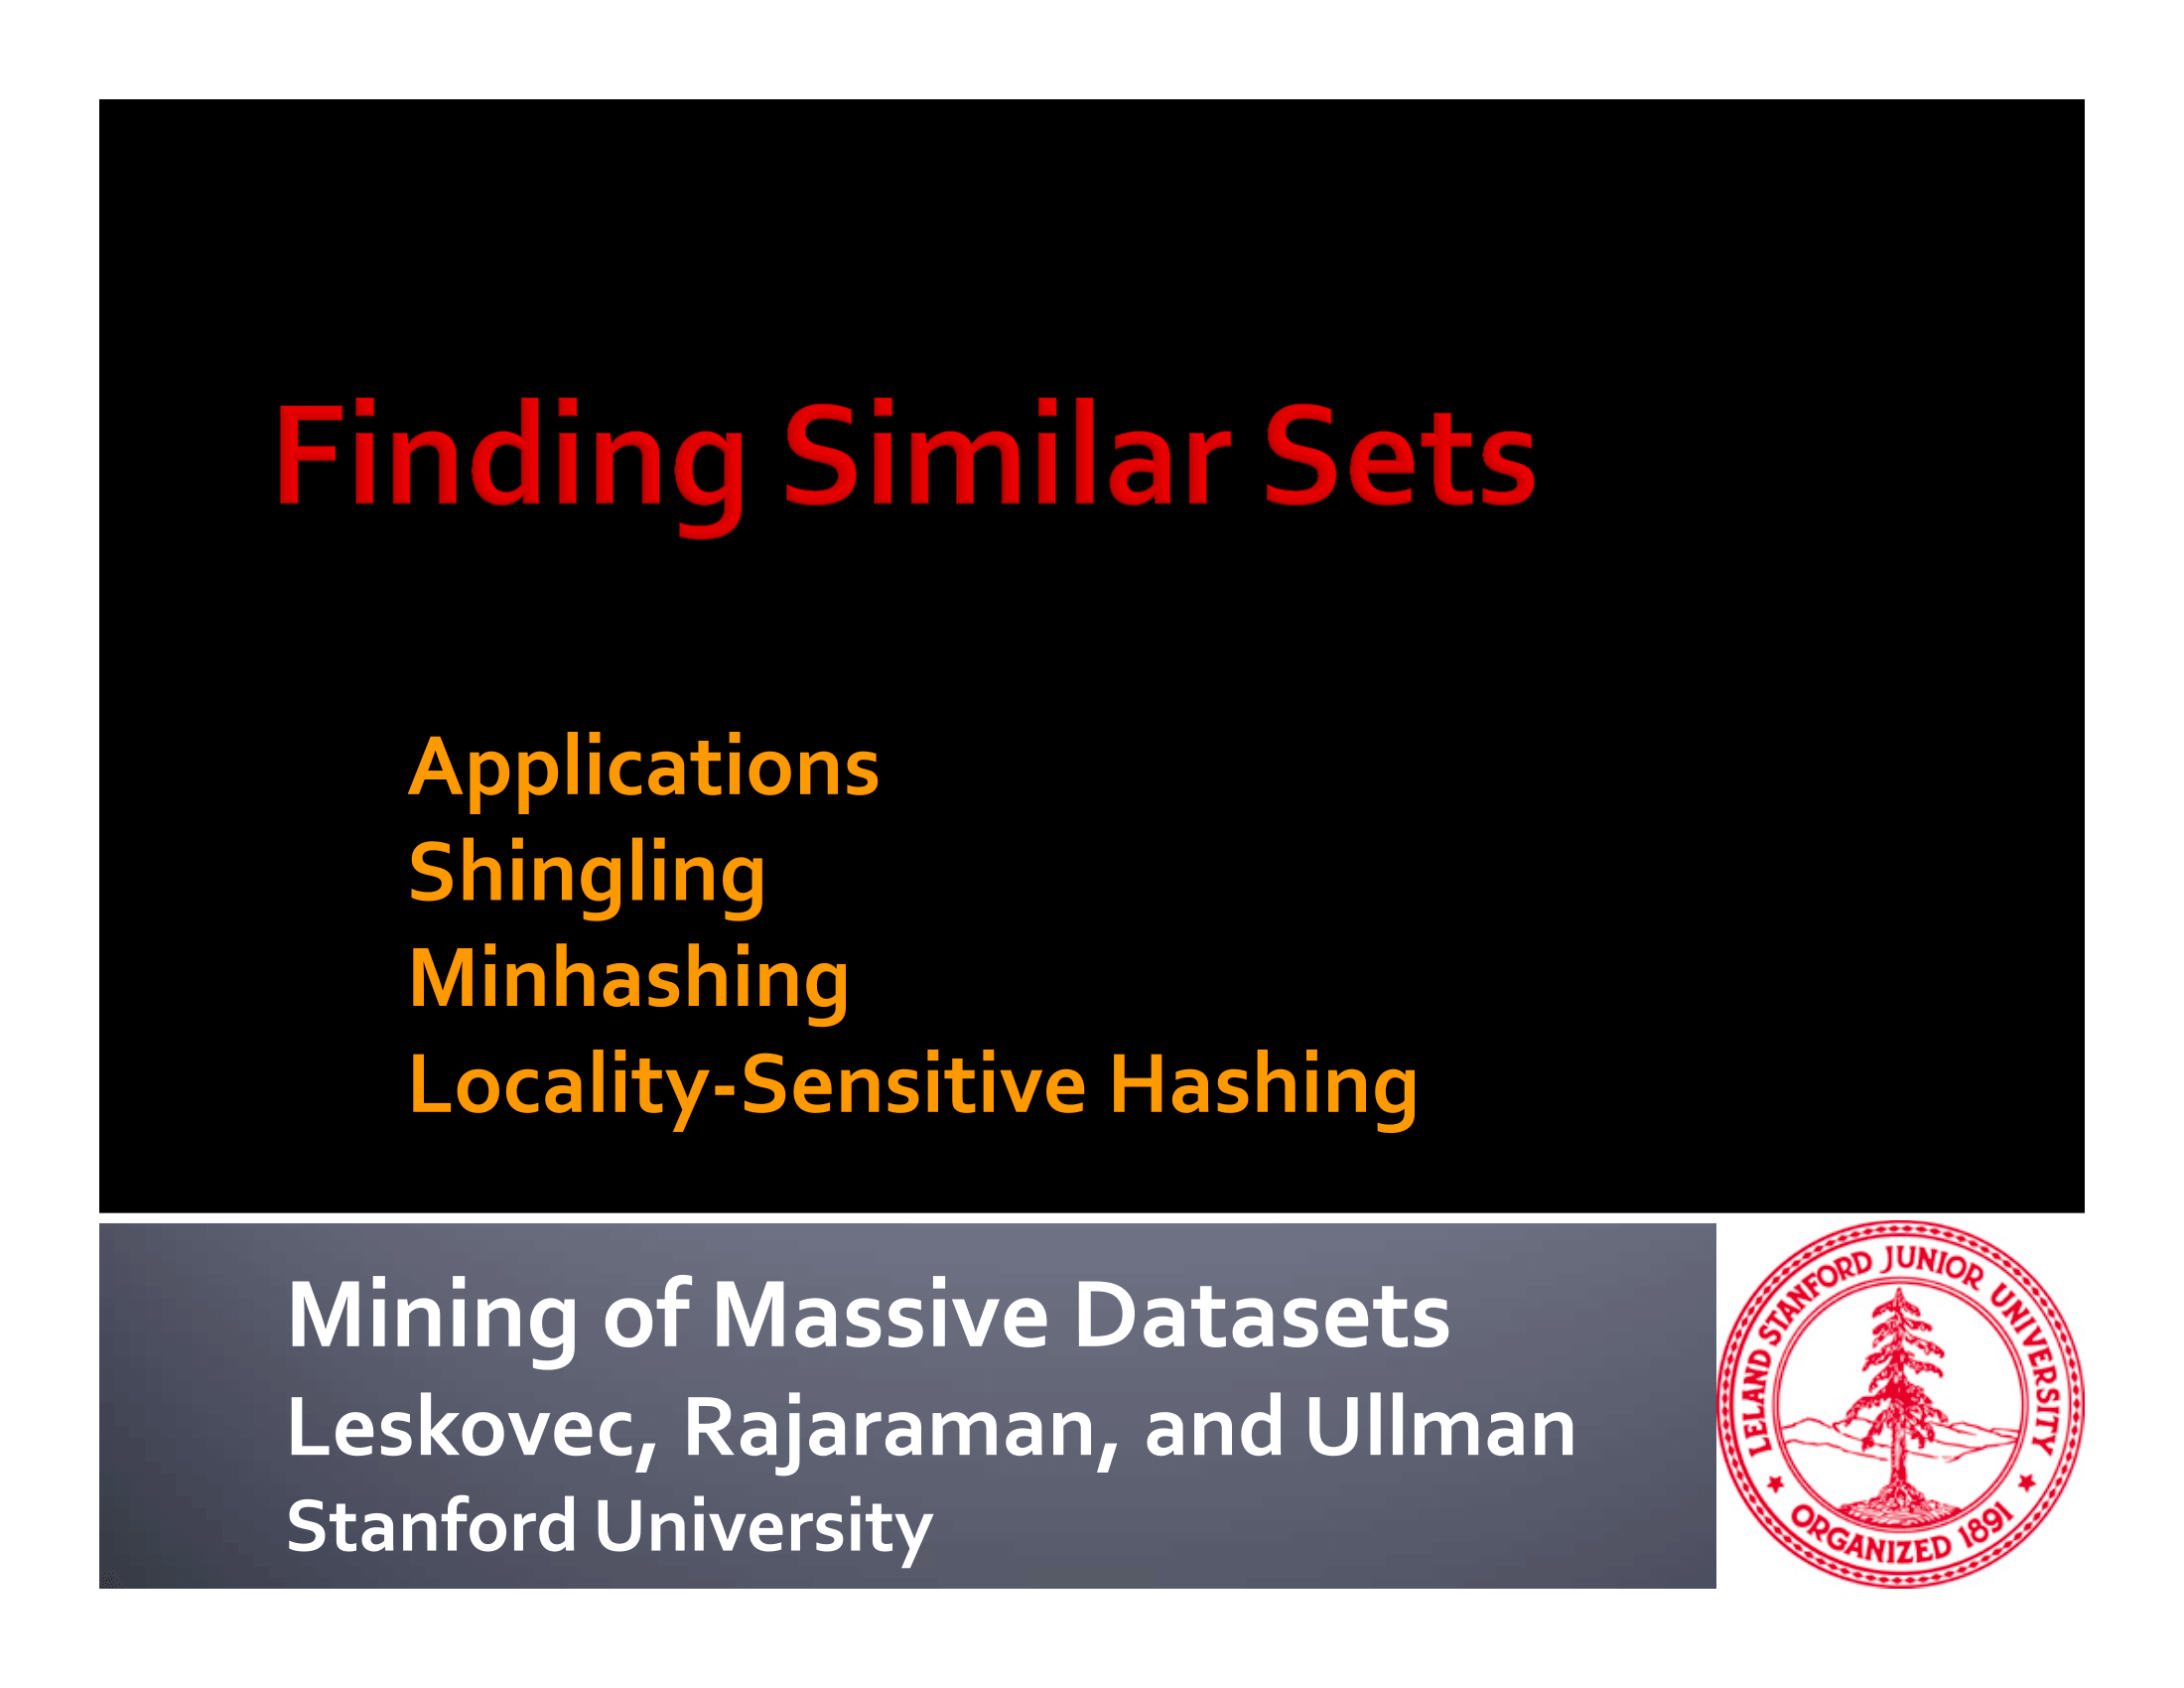 Finding Similar Sets
Applications
Shingling
Minhashing
Locality-Sensitive Hashing
Mining of Massive Datasets
Leskovec, Rajaraman, and Ullman
Stanford University
LELAND STANFORD JUNIOR UNIVERSITY
ORGANIZED 1891